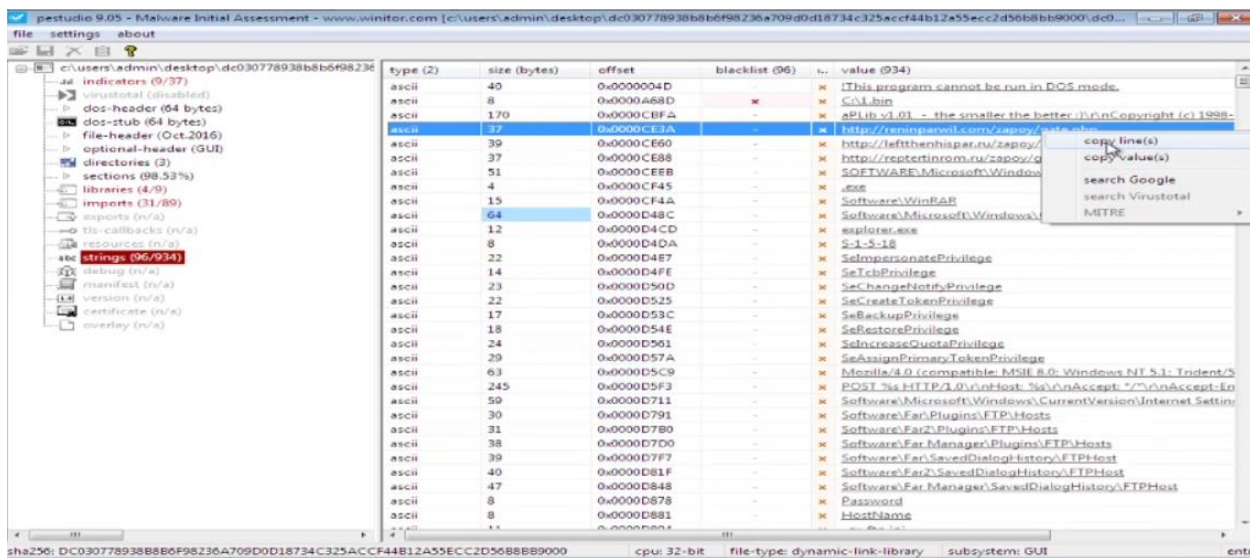 pestudio 9.05 - Malware Initial Assessment - www.winitor.com [c:\users\admin\desktop\dc030778938b8b6f98236a709d0d18734c325accf44b12a55ecc2d56b8bb9000\dc0...
file settings about
c:\users\admin\desktop\dc030778938b8b6f98236
indicators (9/37)
virustotal (disabled)
dos-header (64 bytes)
dos-stub (64 bytes)
file-header (Oct.2016)
optional-header (GUI)
directories (3)
sections (98.53%)
libraries (4/9)
imports (31/89)
exports (n/a)
tls-callbacks (n/a)
resources (n/a)
abc strings (96/934)
debug (n/a)
manifest (n/a)
version (n/a)
certificate (n/a)
overlay (n/a)
type (2) size (bytes) offset blacklist (96) value (934)
ascii 40 0x0000004D - x !This program cannot be run in DOS mode.
ascii 8 0x0000A68D x x C:\1.bin
ascii 170 0x0000CBFA - x aPLib v1.01 - the smaller the better :)\r\nCopyright (c) 1998-
ascii 37 0x0000CE3A - x http://reninparwil.com/zapoy/gate.php
ascii 39 0x0000CE60 - x http://leftthenhispar.ru/zapoy/
ascii 37 0x0000CE88 - x http://reptertinrom.ru/zapoy/g
ascii 51 0x0000CEEB - x SOFTWARE\Microsoft\Window
ascii 4 0x0000CF45 - x .exe
ascii 15 0x0000CF4A - x Software\WinRAR
ascii 64 0x0000D48C - x Software\Microsoft\Windows\
ascii 12 0x0000D4CD - x explorer.exe
ascii 8 0x0000D4DA - x S-1-5-18
ascii 22 0x0000D4E7 - x SeImpersonatePrivilege
ascii 14 0x0000D4FE - x SeTcbPrivilege
ascii 23 0x0000D50D - x SeChangeNotifyPrivilege
ascii 22 0x0000D525 - x SeCreateTokenPrivilege
ascii 17 0x0000D53C - x SeBackupPrivilege
ascii 18 0x0000D54E - x SeRestorePrivilege
ascii 24 0x0000D561 - x SeIncreaseQuotaPrivilege
ascii 29 0x0000D57A - x SeAssignPrimaryTokenPrivilege
ascii 63 0x0000D5C9 - x Mozilla/4.0 (compatible; MSIE 8.0; Windows NT 5.1; Trident/5
ascii 245 0x0000D5F3 - x POST %s HTTP/1.0\r\nHost: %s\r\nAccept: */*\r\nAccept-En
ascii 59 0x0000D711 - x Software\Microsoft\Windows\CurrentVersion\Internet Setting
ascii 30 0x0000D791 - x Software\Far\Plugins\FTP\Hosts
ascii 31 0x0000D7B0 - x Software\Far2\Plugins\FTP\Hosts
ascii 38 0x0000D7D0 - x Software\Far Manager\Plugins\FTP\Hosts
ascii 39 0x0000D7F7 - x Software\Far\SavedDialogHistory\FTPHost
ascii 40 0x0000D81F - x Software\Far2\SavedDialogHistory\FTPHost
ascii 47 0x0000D848 - x Software\Far Manager\SavedDialogHistory\FTPHost
ascii 8 0x0000D878 - x Password
ascii 8 0x0000D881 - x HostName
copy line(s)
copy value(s)
search Google
search Virustotal
MITRE
sha256: DC030778938B8B6F98236A709D0D18734C325ACCF44B12A55ECC2D56B8BB9000 cpu: 32-bit file-type: dynamic-link-library subsystem: GUI entr